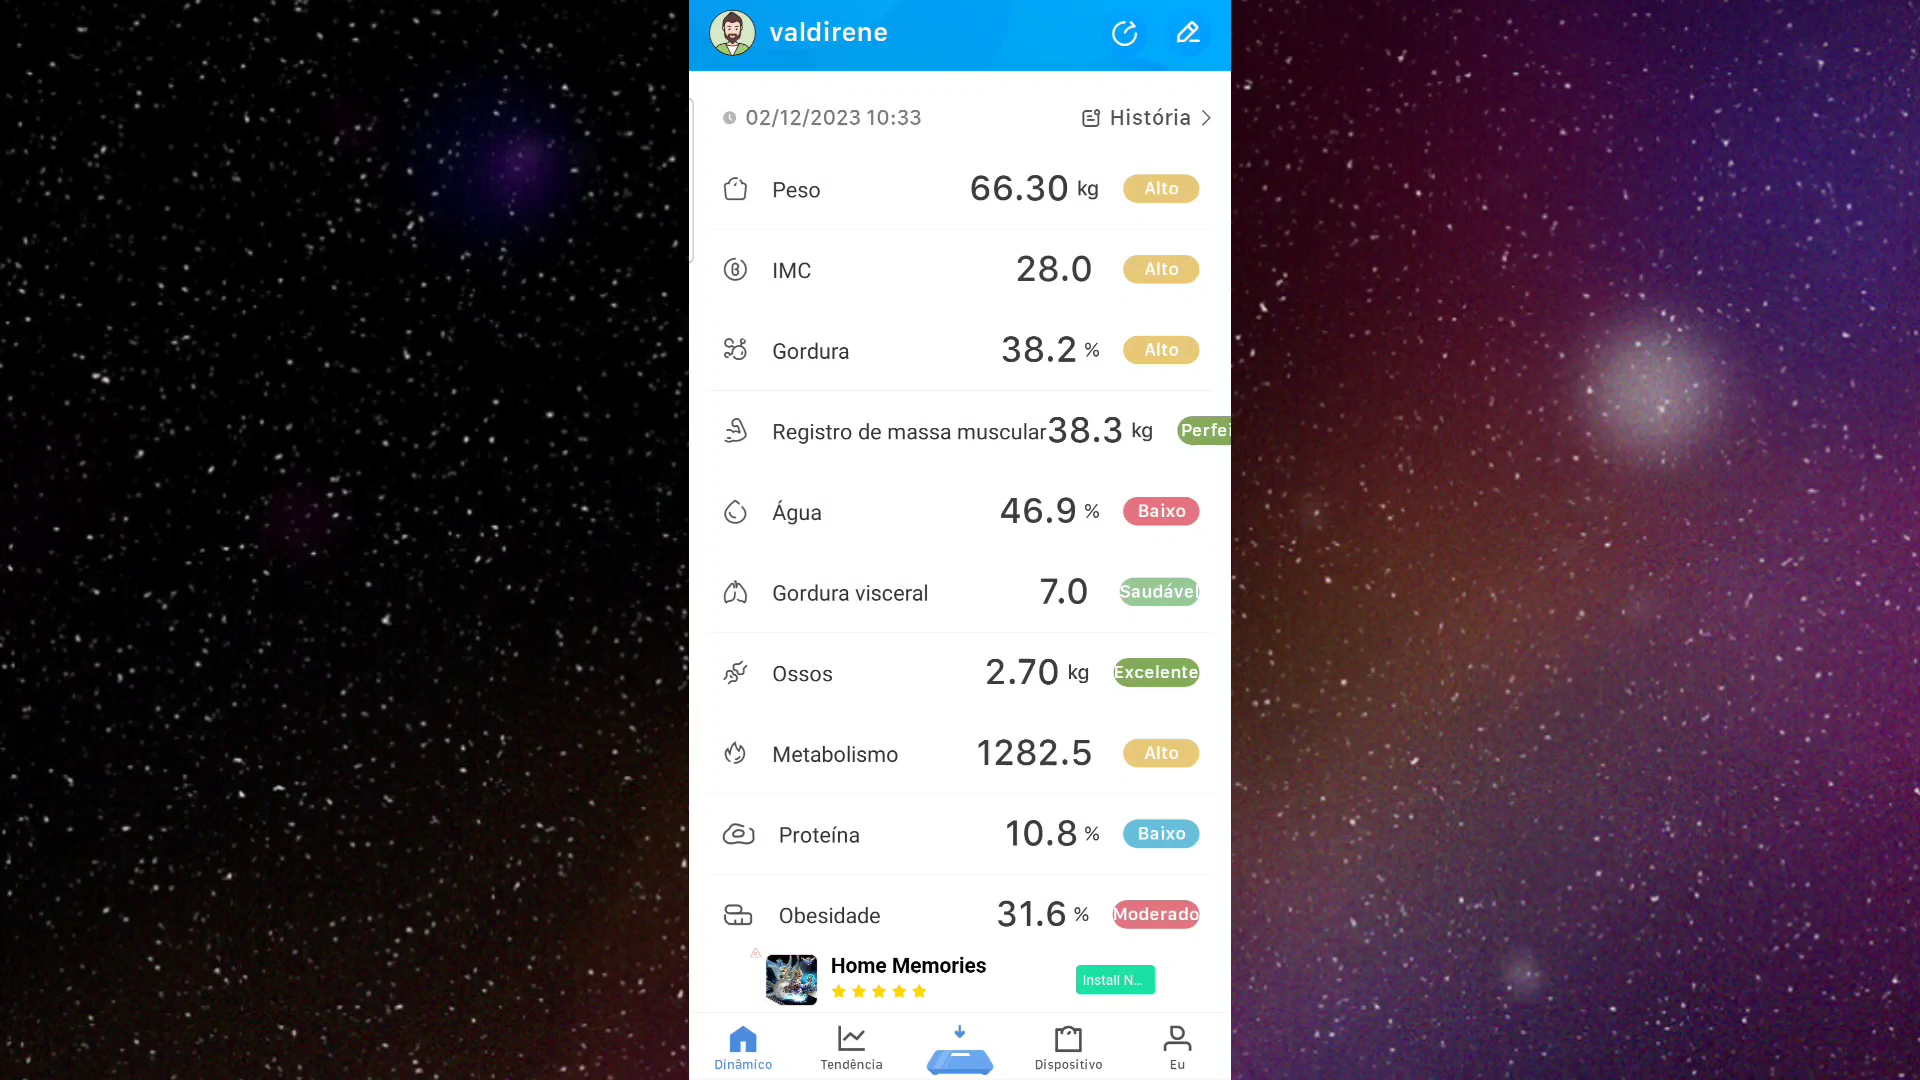 valdirene
02/12/2023 10:33 História
Peso 66.30 kg Alto
IMC 28.0 Alto
Gordura 38.2 % Alto
Registro de massa muscular 38.3 kg Perfei
Água 46.9 % Baixo
Gordura visceral 7.0 Saudável
Ossos 2.70 kg Excelente
Metabolismo 1282.5 Alto
Proteína 10.8 % Baixo
Obesidade 31.6 % Moderado
Home Memories
Install N...
Dinâmico Tendência Dispositivo Eu